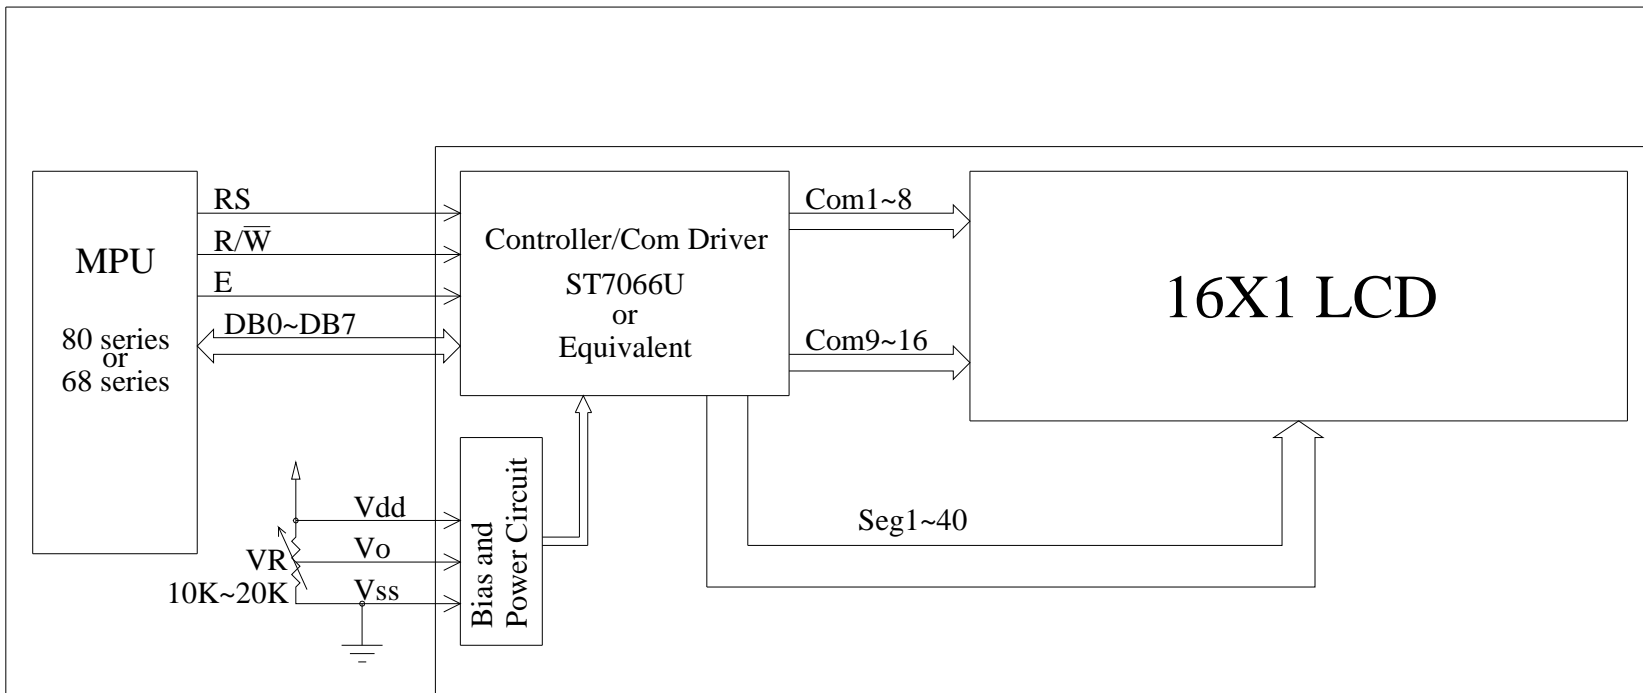 MPU
80 series
or
68 series
RS
R/W̅
E
DB0~DB7
Controller/Com Driver
ST7066U
or
Equivalent
Com1~8
Com9~16
16X1 LCD
Vdd
Vo
Vss
VR
10K~20K
Bias and
Power Circuit
Seg1~40